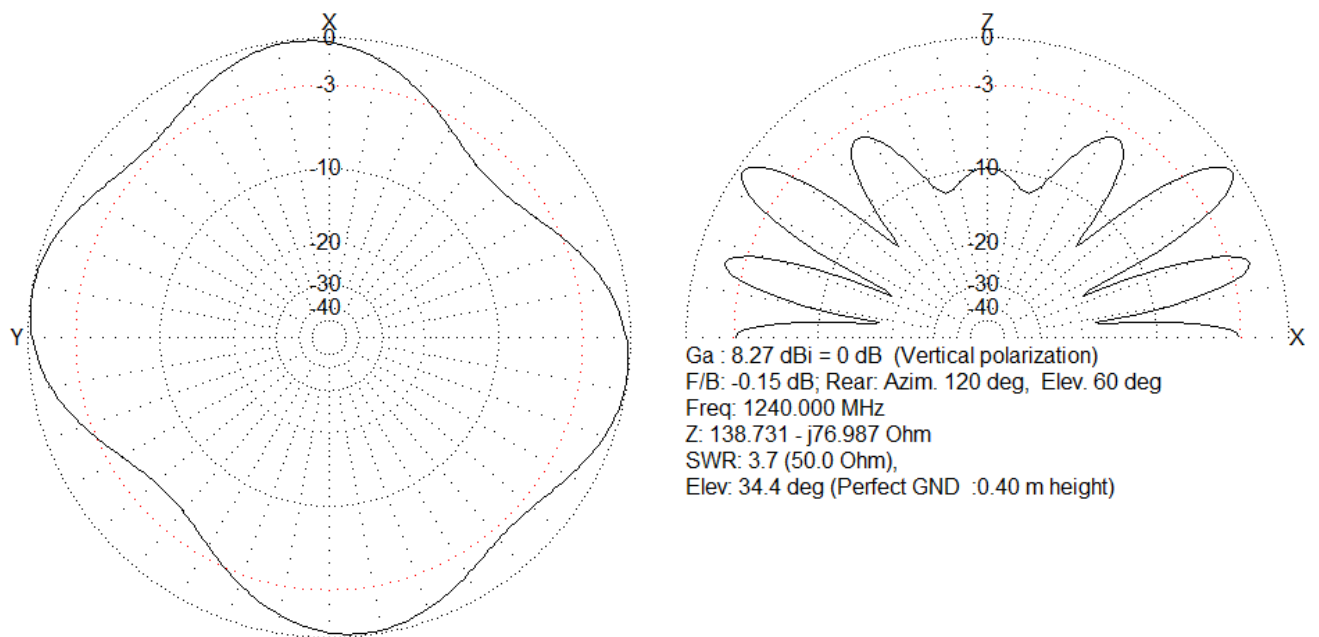 X
0
-3
-10
-20
-30
-40
Y
Z
0
-3
-10
-20
-30
-40
X
Ga : 8.27 dBi = 0 dB (Vertical polarization)
F/B: -0.15 dB; Rear: Azim. 120 deg, Elev. 60 deg
Freq: 1240.000 MHz
Z: 138.731 - j76.987 Ohm
SWR: 3.7 (50.0 Ohm),
Elev: 34.4 deg (Perfect GND :0.40 m height)